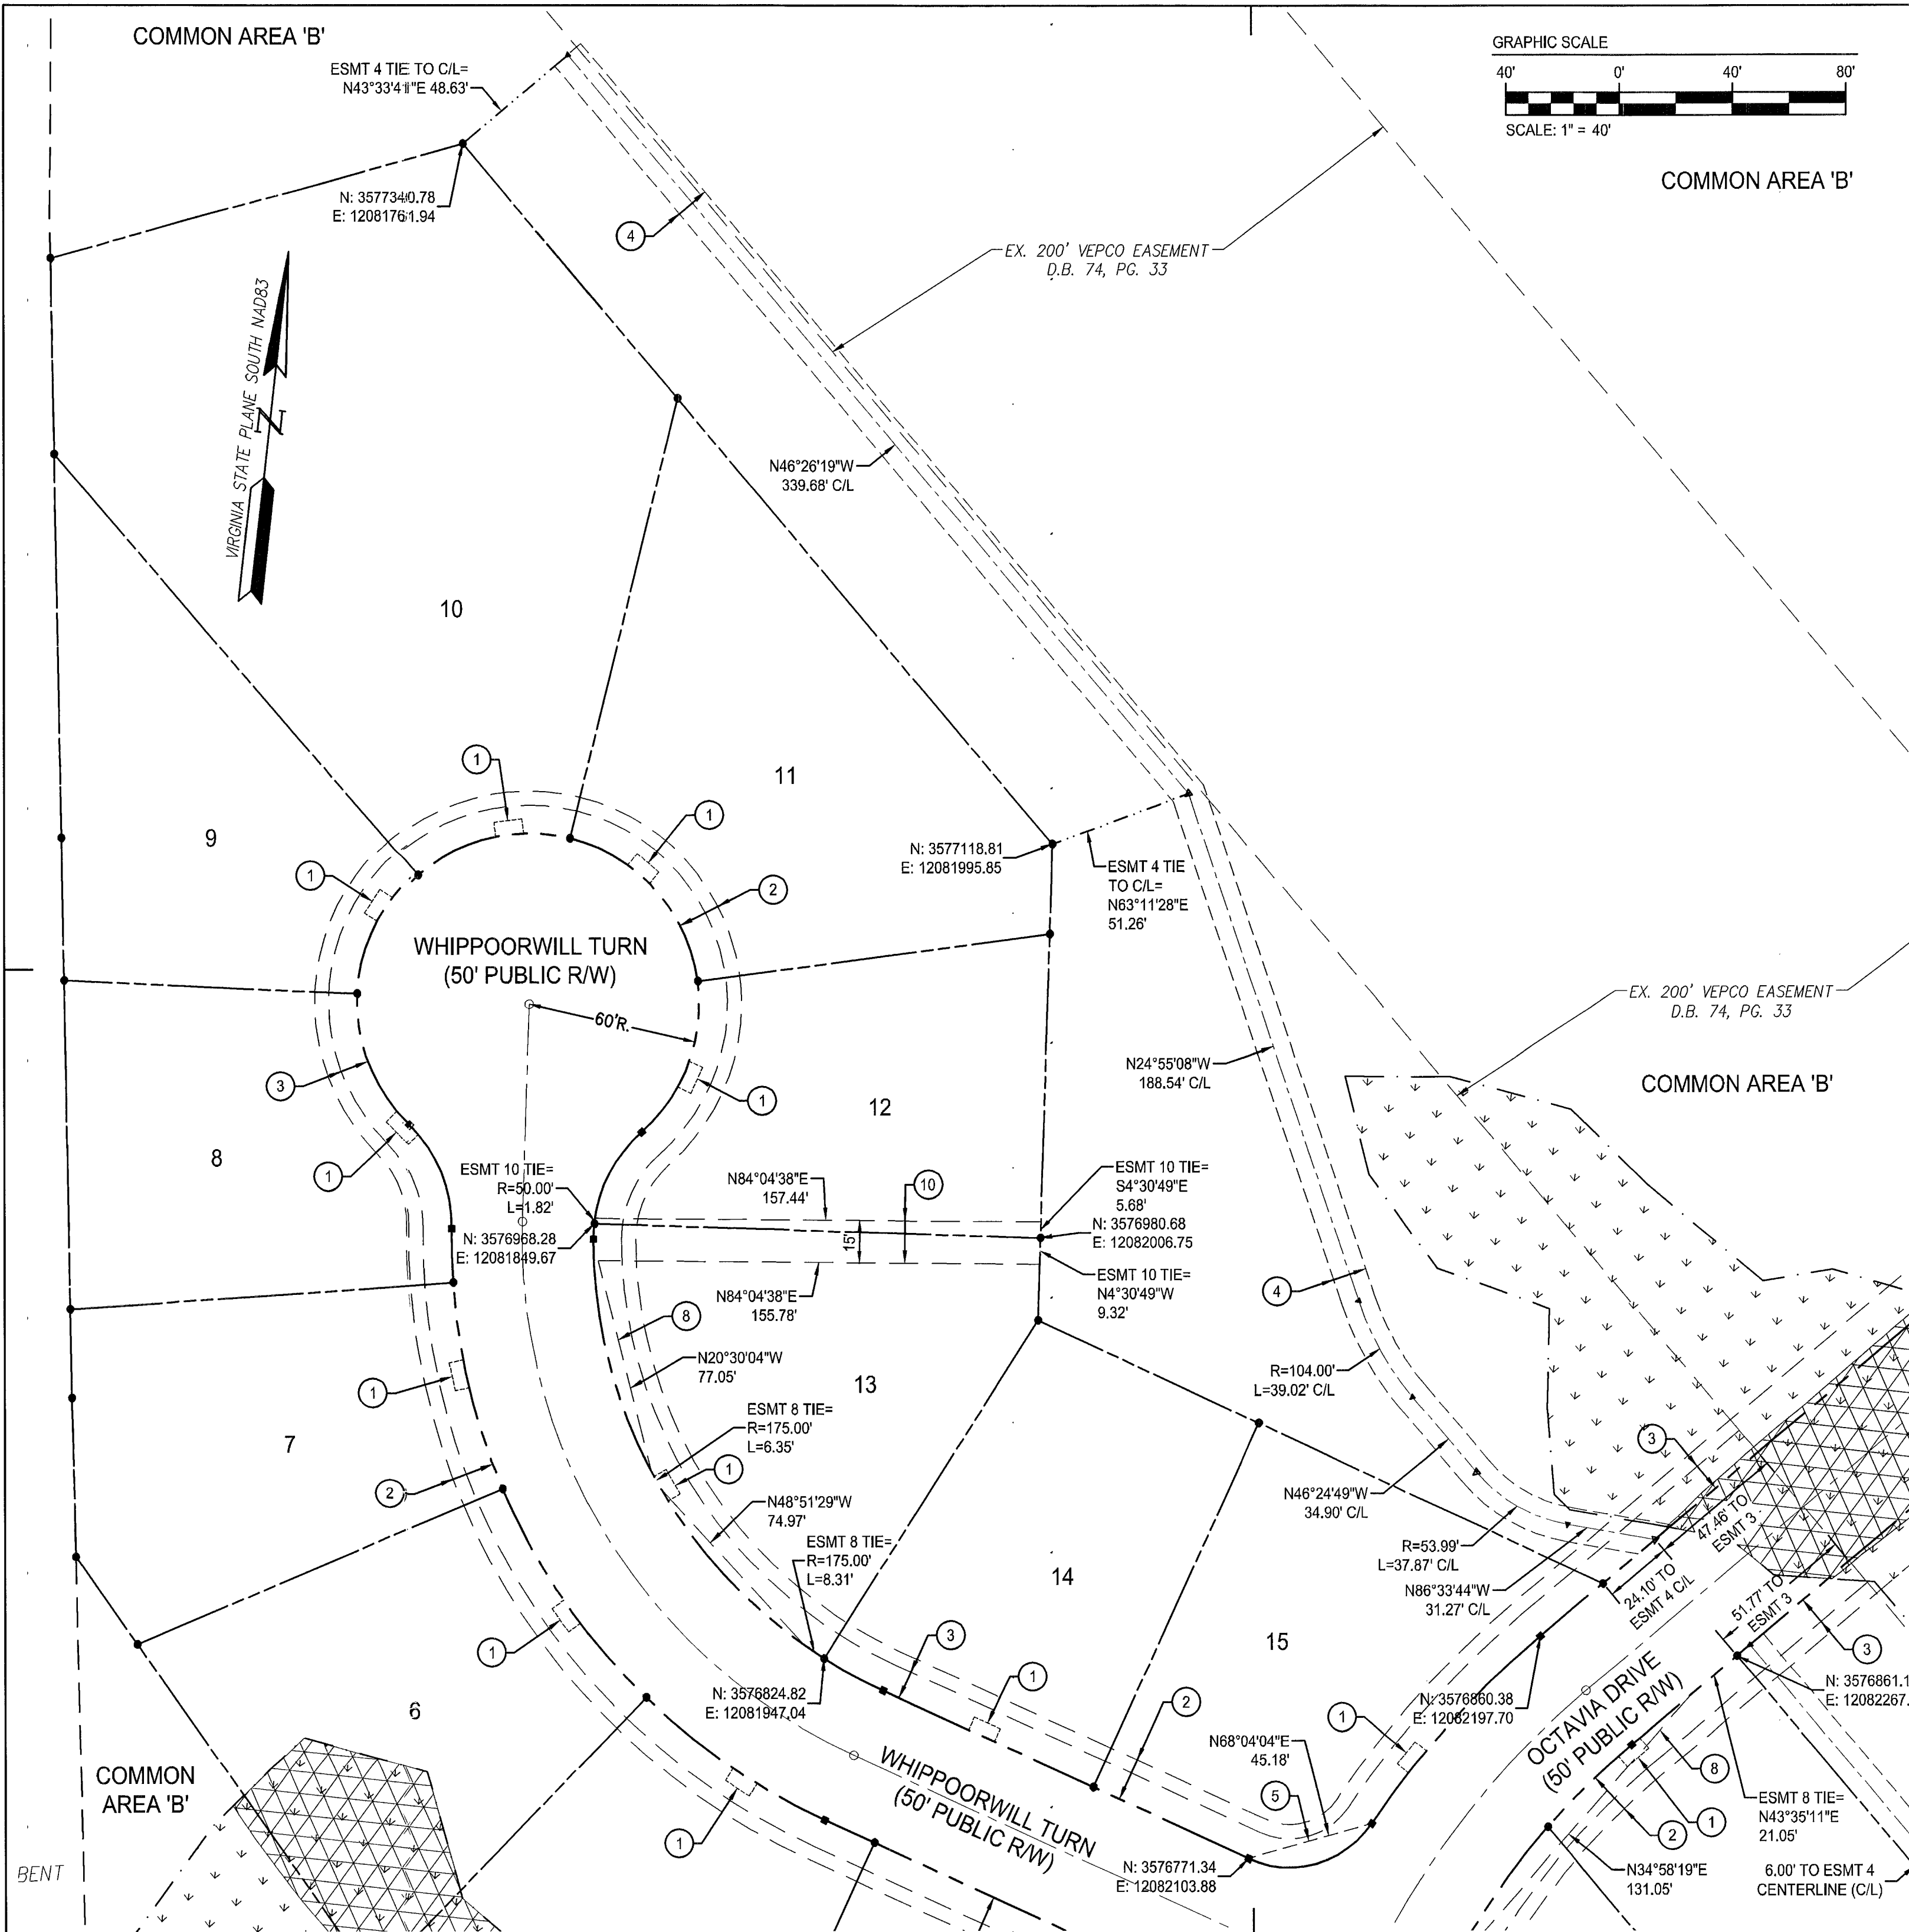 COMMON AREA 'B'
ESMT 4 TIE TO C/L=
N43°33'41"E 48.63'
GRAPHIC SCALE
40' 0' 40' 80'
SCALE: 1" = 40'
COMMON AREA 'B'
N: 3577340.78
E: 12081761.94
4
EX. 200' VEPCO EASEMENT
D.B. 74, PG. 33
VIRGINIA STATE PLANE SOUTH NAD83
N
N46°26'19"W
339.68' C/L
10
11
1
1
9
1
2
N: 3577118.81
E: 12081995.85
ESMT 4 TIE
TO C/L=
N63°11'28"E
51.26'
WHIPPOORWILL TURN
(50' PUBLIC R/W)
60'R.
EX. 200' VEPCO EASEMENT
D.B. 74, PG. 33
3
1
12
N24°55'08"W
188.54' C/L
COMMON AREA 'B'
8
1
ESMT 10 TIE=
R=50.00'
L=1.82'
N: 3576968.28
E: 12081849.67
N84°04'38"E
157.44'
10
15'
ESMT 10 TIE=
S4°30'49"E
5.68'
N: 3576980.68
E: 12082006.75
ESMT 10 TIE=
N4°30'49"W
9.32'
N84°04'38"E
155.78'
4
8
N20°30'04"W
77.05'
R=104.00'
L=39.02' C/L
13
1
7
ESMT 8 TIE=
R=175.00'
L=6.35'
1
3
2
N48°51'29"W
74.97'
N46°24'49"W
34.90' C/L
47.46' TO
ESMT 3
ESMT 8 TIE=
R=175.00'
L=8.31'
R=53.99'
L=37.87' C/L
14
N86°33'44"W
31.27' C/L
24.10' TO
ESMT 4 C/L
51.77' TO
ESMT 3
1
15
3
3
1
N: 3576824.82
E: 12081947.04
2
N: 3576860.38
E: 12082197.70
N: 3576861.1
E: 12082267.
6
1
OCTAVIA DRIVE
(50' PUBLIC R/W)
N68°04'04"E
45.18'
5
8
COMMON
AREA 'B'
WHIPPOORWILL TURN
(50' PUBLIC R/W)
1
ESMT 8 TIE=
N43°35'11"E
21.05'
1
2
BENT
N: 3576771.34
E: 12082103.88
N34°58'19"E
131.05'
6.00' TO ESMT 4
CENTERLINE (C/L)